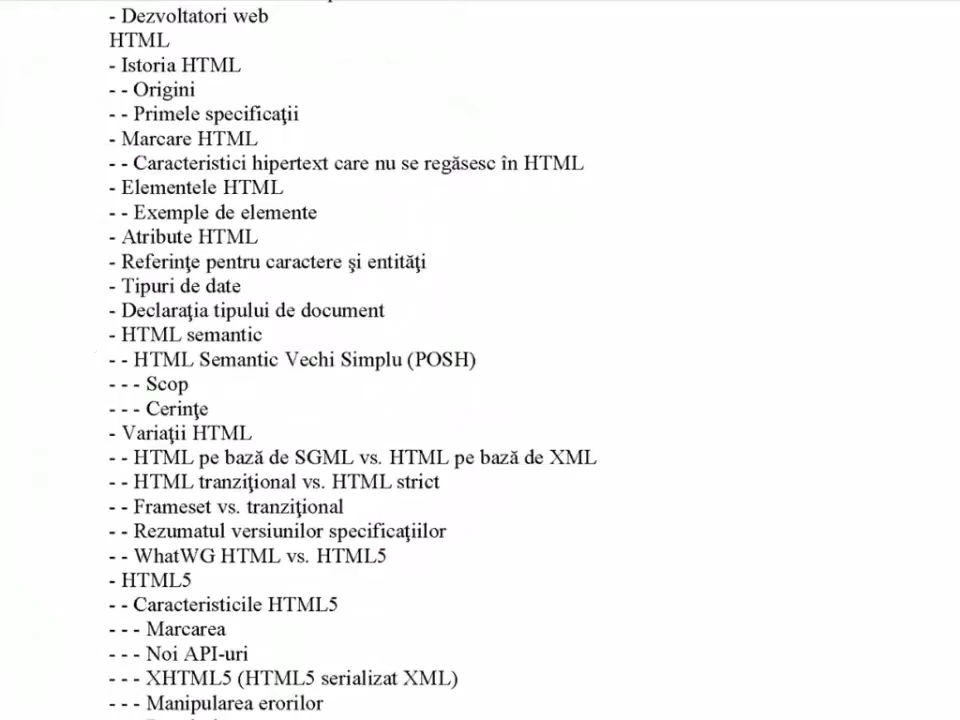 - Dezvoltatori web
HTML
- Istoria HTML
- - Origini
- - Primele specificaţii
- Marcare HTML
- - Caracteristici hipertext care nu se regăsesc în HTML
- Elementele HTML
- - Exemple de elemente
- Atribute HTML
- Referinţe pentru caractere şi entităţi
- Tipuri de date
- Declaraţia tipului de document
- HTML semantic
- - HTML Semantic Vechi Simplu (POSH)
- - - Scop
- - - Cerinţe
- Variaţii HTML
- - HTML pe bază de SGML vs. HTML pe bază de XML
- - HTML tranziţional vs. HTML strict
- - Frameset vs. tranziţional
- - Rezumatul versiunilor specificaţiilor
- - WhatWG HTML vs. HTML5
- HTML5
- - Caracteristicile HTML5
- - - Marcarea
- - - Noi API-uri
- - - XHTML5 (HTML5 serializat XML)
- - - Manipularea erorilor